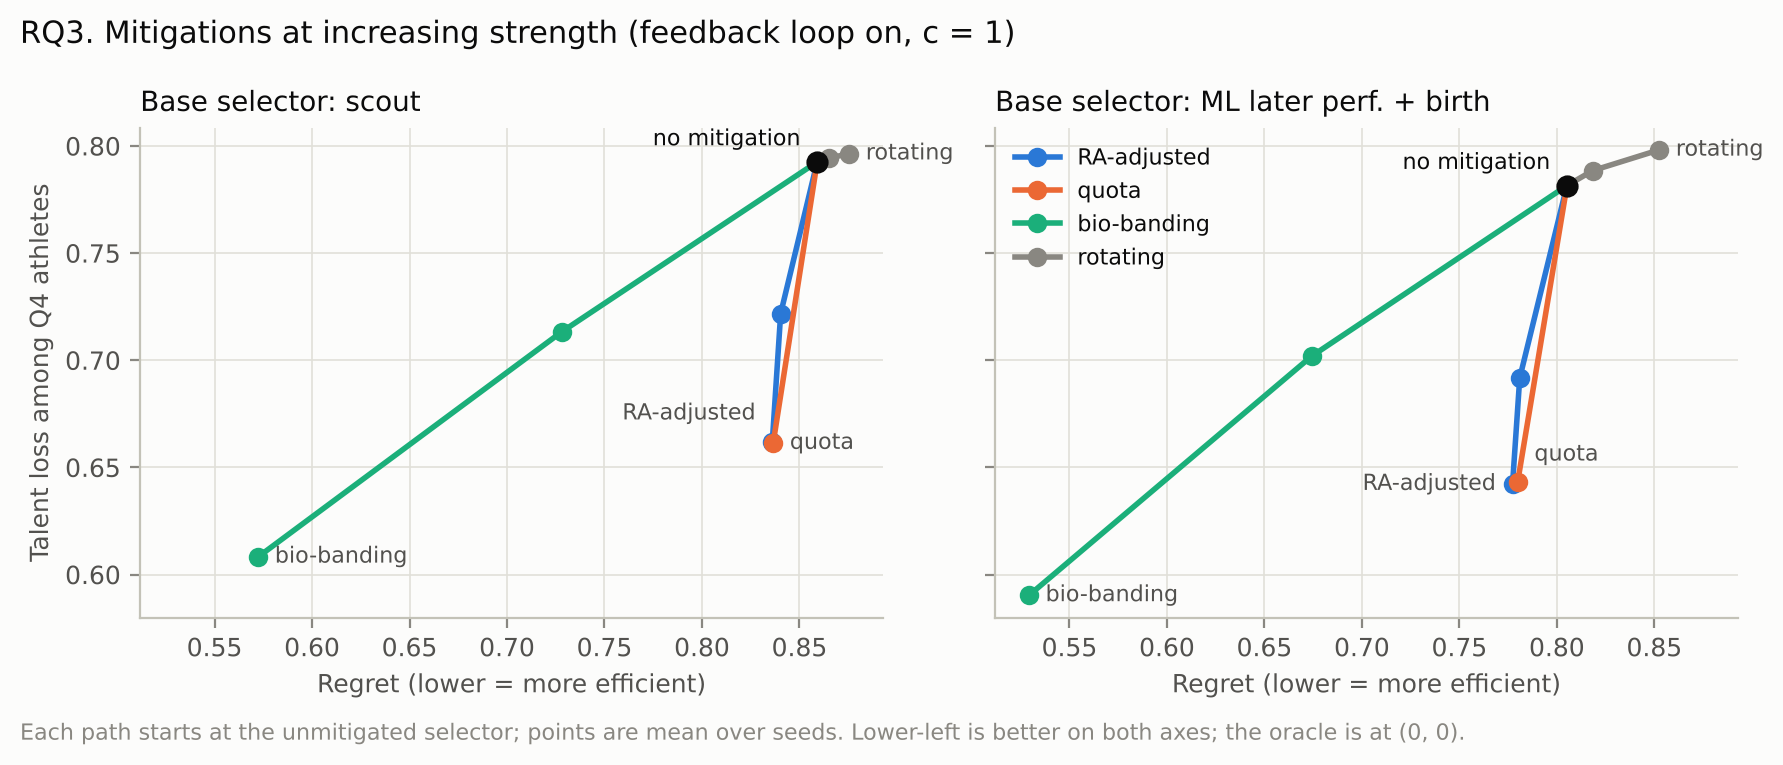 RQ3. Mitigations at increasing strength (feedback loop on, c = 1)
Base selector: scout
Talent loss among Q4 athletes
0.80
0.75
0.70
0.65
0.60
no mitigation
rotating
RA-adjusted
quota
bio-banding
0.55 0.60 0.65 0.70 0.75 0.80 0.85
Regret (lower = more efficient)
Base selector: ML later perf. + birth
RA-adjusted
quota
bio-banding
rotating
no mitigation
rotating
quota
RA-adjusted
bio-banding
0.55 0.60 0.65 0.70 0.75 0.80 0.85
Regret (lower = more efficient)
Each path starts at the unmitigated selector; points are mean over seeds. Lower-left is better on both axes; the oracle is at (0, 0).